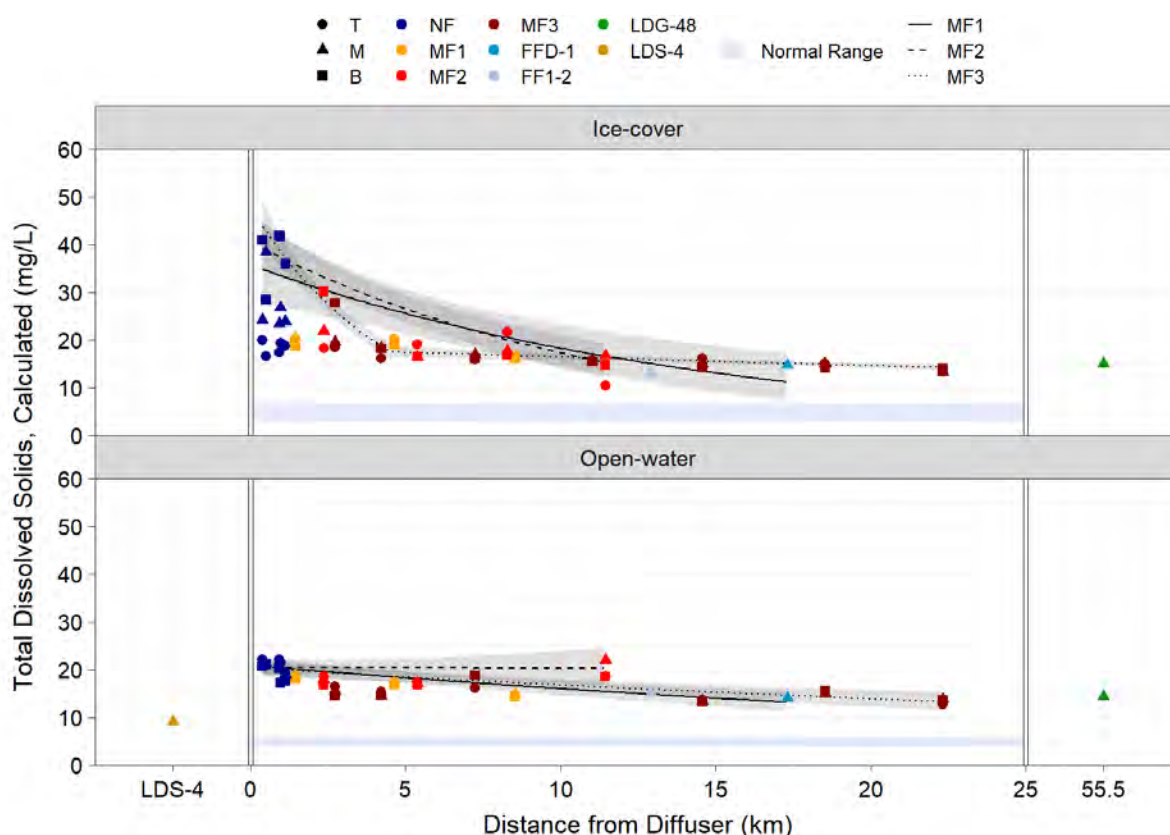 T NF MF3 LDG-48 MF1
M MF1 FFD-1 LDS-4 Normal Range MF2
B MF2 FF1-2 MF3
Ice-cover
60
50
40
30
20
10
0
Open-water
60
50
40
30
20
10
0
Total Dissolved Solids, Calculated (mg/L)
LDS-4 0 5 10 15 20 25 55.5
Distance from Diffuser (km)